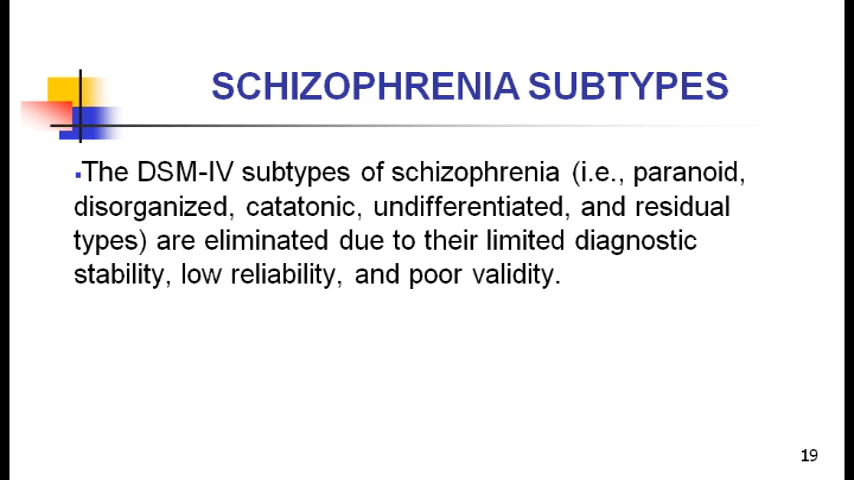 SCHIZOPHRENIA SUBTYPES
▪The DSM-IV subtypes of schizophrenia (i.e., paranoid,
disorganized, catatonic, undifferentiated, and residual
types) are eliminated due to their limited diagnostic
stability, low reliability, and poor validity.
19